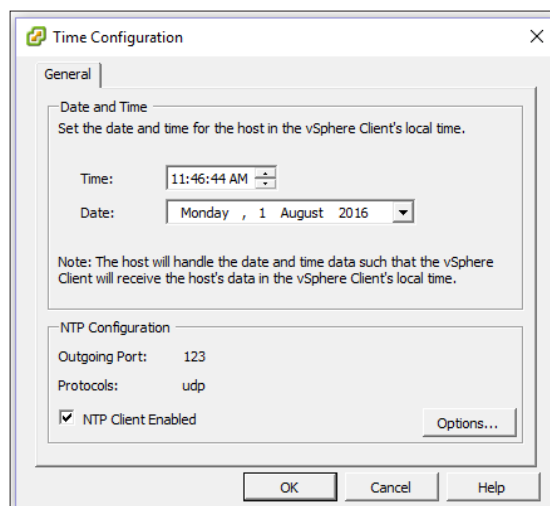 Time Configuration
General
Date and Time
Set the date and time for the host in the vSphere Client's local time.
Time: 11:46:44 AM
Date: Monday , 1 August 2016
Note: The host will handle the date and time data such that the vSphere
Client will receive the host's data in the vSphere Client's local time.
NTP Configuration
Outgoing Port: 123
Protocols: udp
NTP Client Enabled
Options...
OK Cancel Help